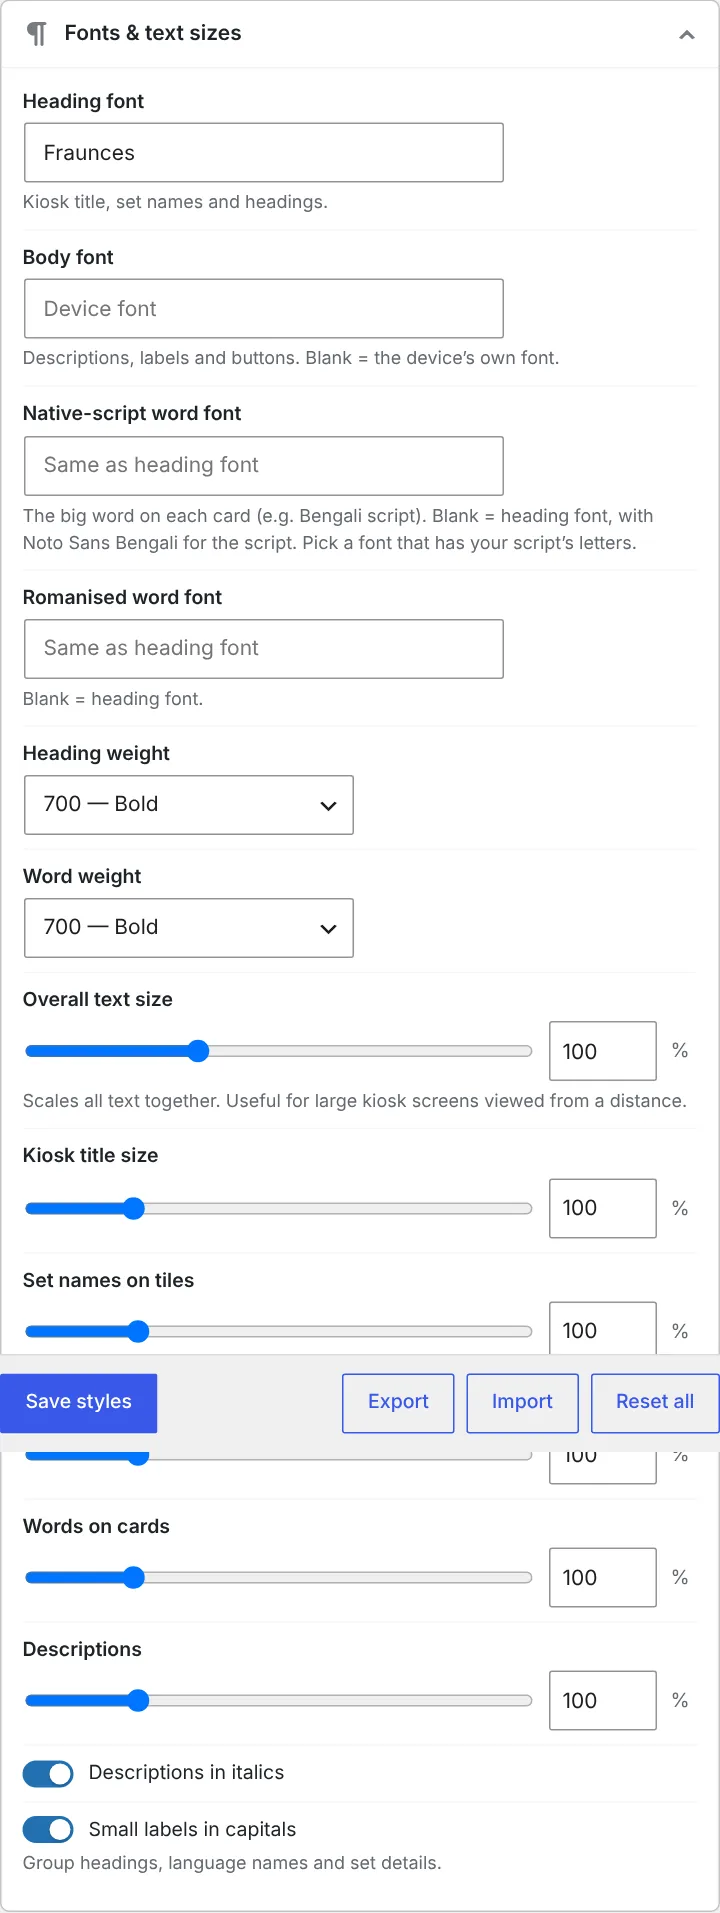 Fonts & text sizes
Heading font
Fraunces
Kiosk title, set names and headings.
Body font
Device font
Descriptions, labels and buttons. Blank = the device’s own font.
Native-script word font
Same as heading font
The big word on each card (e.g. Bengali script). Blank = heading font, with
Noto Sans Bengali for the script. Pick a font that has your script’s letters.
Romanised word font
Same as heading font
Blank = heading font.
Heading weight
700 — Bold
Word weight
700 — Bold
Overall text size
100 %
Scales all text together. Useful for large kiosk screens viewed from a distance.
Kiosk title size
100 %
Set names on tiles
100 %
Save styles Export Import Reset all
100 %
Words on cards
100 %
Descriptions
100 %
Descriptions in italics
Small labels in capitals
Group headings, language names and set details.